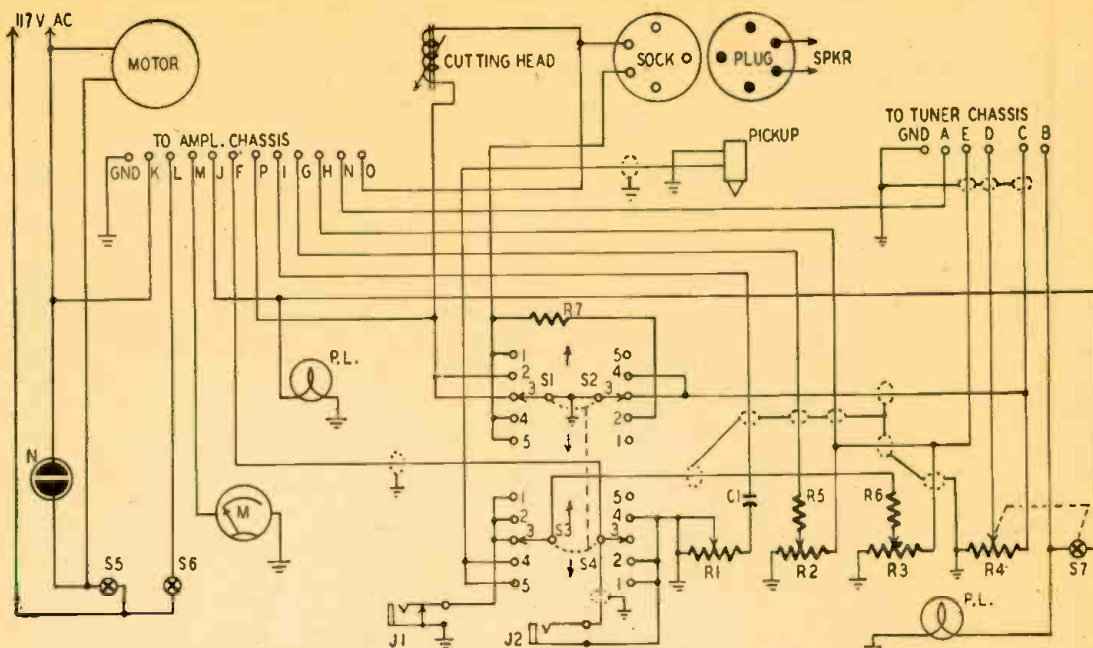 117 V AC
MOTOR
CUTTING HEAD
SOCK
PLUG
SPKR
TO AMPL. CHASSIS
GND K L M J F P I G H N O
PICKUP
TO TUNER CHASSIS
GND A E D C B
R7
P.L.
1 5
2 4
3 S1 S2 3
4 2
5 1
N
M
1 5
2 4
3 S3 3
4 S4 2
5 1
C1 R5 R6
R1 R2 R3 R4 S7
S5 S6
P.L.
J1 J2